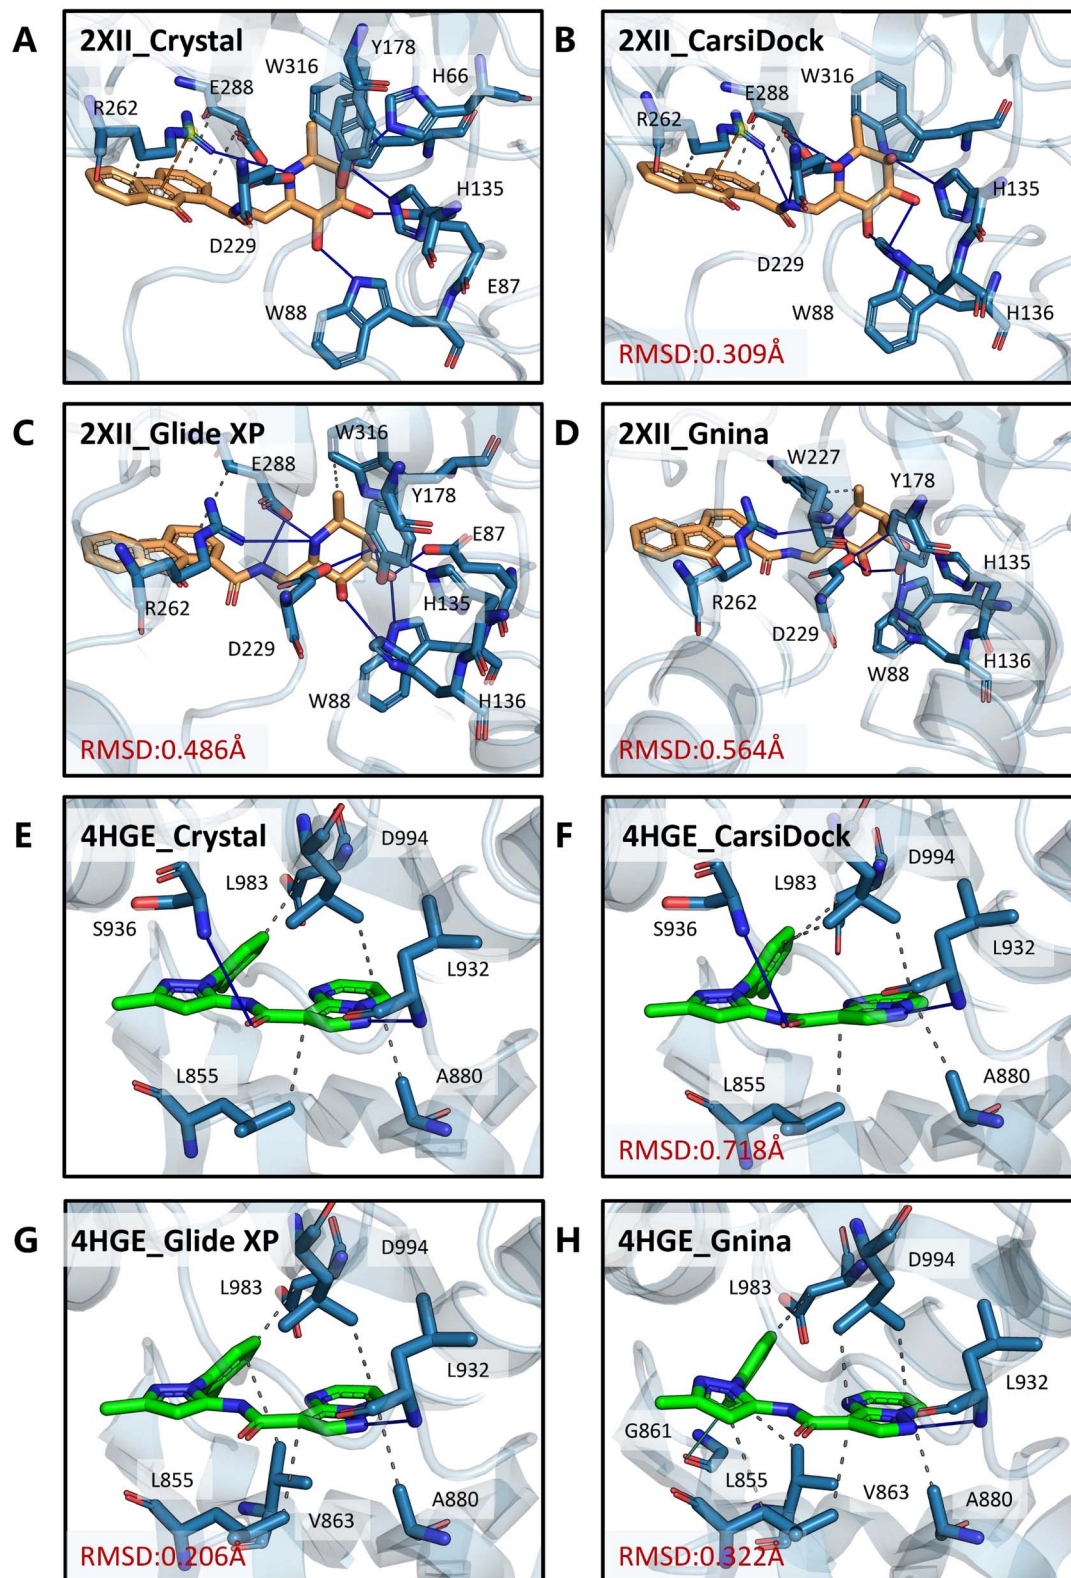 A
2XII_Crystal
Y178
W316
H66
E288
R262
H135
D229
E87
W88
B
2XII_CarsiDock
W316
E288
R262
H135
D229
W88
H136
RMSD:0.309Å
C
2XII_Glide XP
W316
E288
Y178
E87
R262
H135
D229
W88
H136
RMSD:0.486Å
D
2XII_Gnina
W227
Y178
H135
R262
D229
H136
W88
RMSD:0.564Å
E
4HGE_Crystal
D994
L983
S936
L932
L855
A880
F
4HGE_CarsiDock
D994
L983
S936
L932
L855
A880
RMSD:0.718Å
G
4HGE_Glide XP
D994
L983
L932
L855
A880
V863
RMSD:0.206Å
H
4HGE_Gnina
D994
L983
L932
G861
L855
V863
A880
RMSD:0.322Å